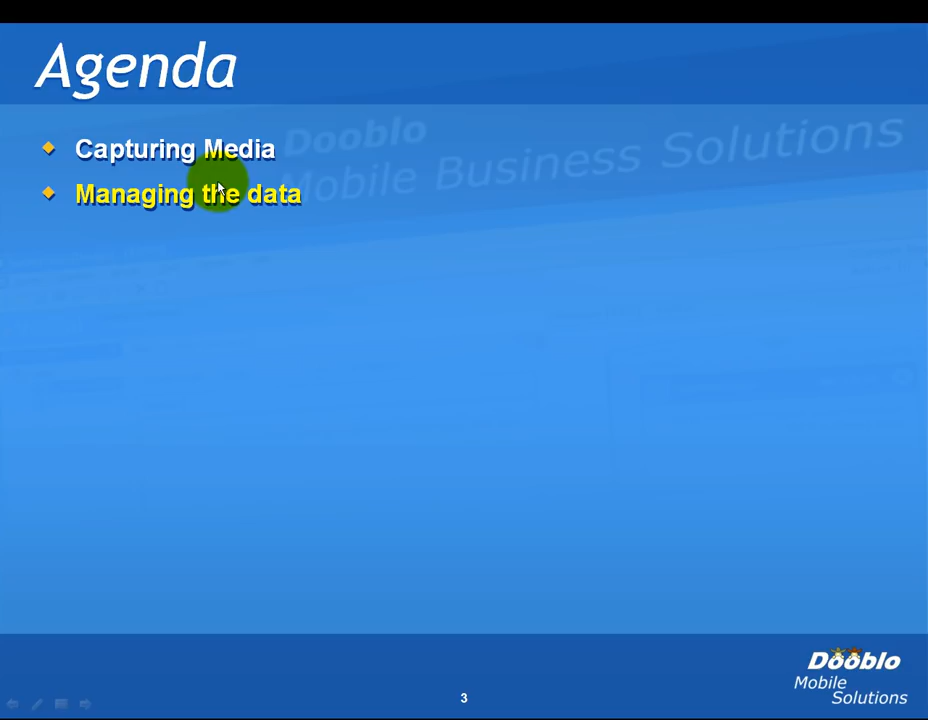 Agenda
Dooblo
Mobile Business Solutions
Capturing Media
Managing the data
3
Dooblo
Mobile
Solutions